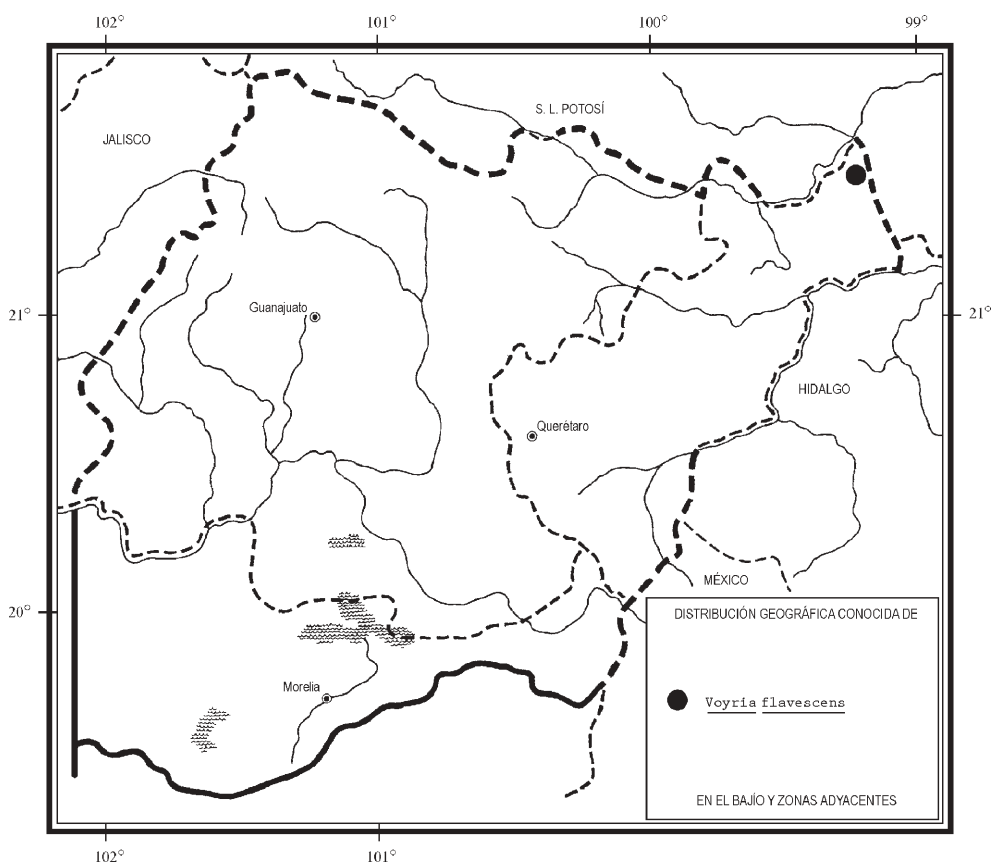 102° 101° 100° 99°
S. L. POTOSÍ
JALISCO
Guanajuato
21° 21°
HIDALGO
Querétaro
MÉXICO
20°
DISTRIBUCIÓN GEOGRÁFICA CONOCIDA DE
Morelia
Voyria flavescens
EN EL BAJÍO Y ZONAS ADYACENTES
102° 101°